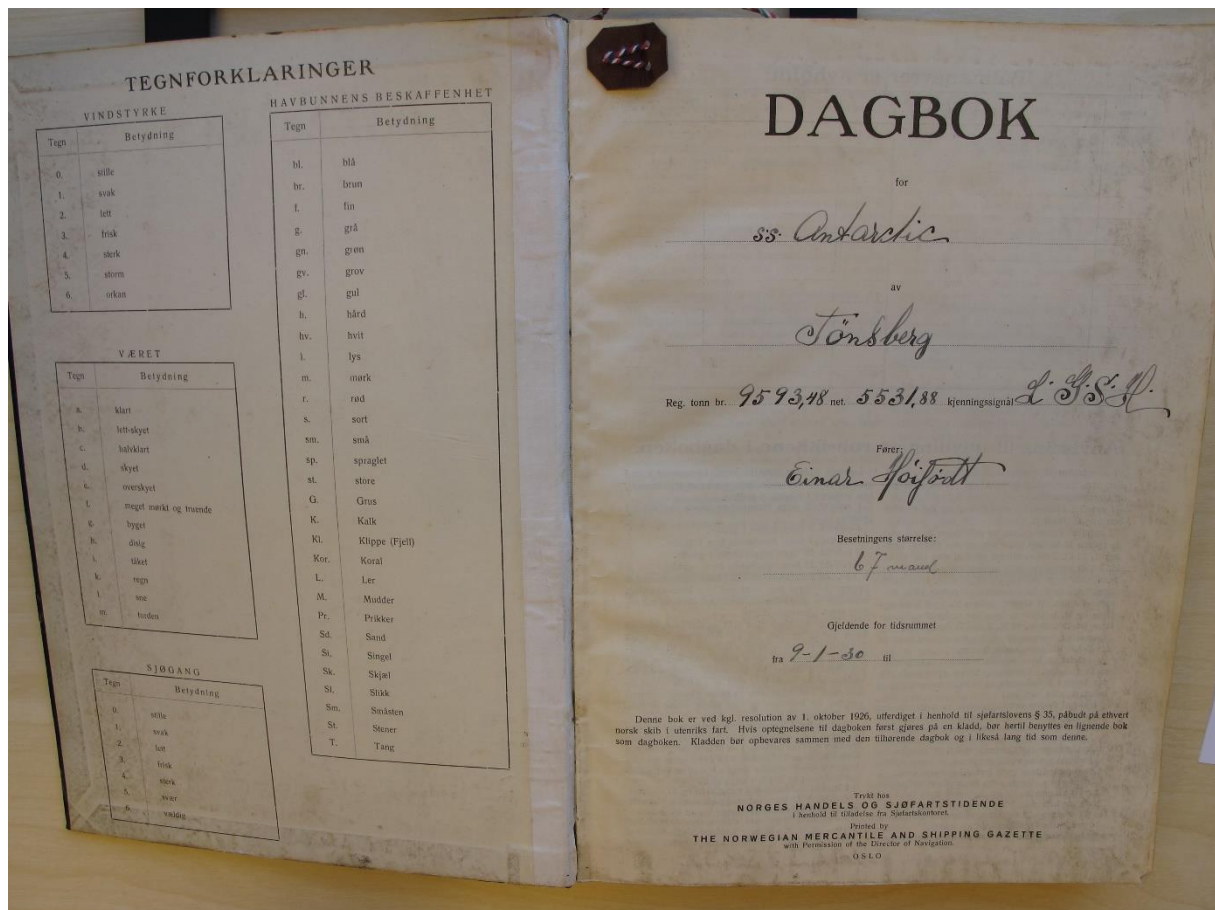 TEGNFORKLARINGER
VINDSTYRKE
Tegn Betydning
0. stille
1. svak
2. lett
3. frisk
4. sterk
5. storm
6. orkan
VÆRET
Tegn Betydning
a. klart
b. lett-skyet
c. halvklart
d. skyet
e. overskyet
f. meget mørkt og truende
g. byget
h. disig
i. tåket
k. regn
l. sne
m. torden
SJØGANG
Tegn Betydning
0. stille
1. svak
2. lett
3. frisk
4. sterk
5. svær
6. veldig
HAVBUNNENS BESKAFFENHET
Tegn Betydning
bl. blå
br. brun
f. fin
g. grå
gn. grøn
gv. grov
gl. gul
h. hård
hv. hvit
l. lys
m. mørk
r. rød
s. sort
sm. små
sp. spraglet
st. store
G. Grus
K. Kalk
Kl. Klippe (Fjell)
Kor. Koral
L. Ler
M. Mudder
Pr. Prikker
Sd. Sand
Si. Singel
Sk. Skjæl
Sl. Slikk
Sm. Småsten
St. Stener
T. Tang
DAGBOK
for
s.s. Antarctic
av
Tönsberg
Reg. tonn br. 9593,48 net. 5531,88 kjenningssignal L.G.S.H.
Fører:
Einar Høifødt
Besetningens størrelse:
67 mand
Gjeldende for tidsrummet
fra 9-1-30 til
Denne bok er ved kgl. resolution av 1. oktober 1926, utferdiget i henhold til sjøfartslovens § 35, påbudt på ethvert
norsk skib i utenriks fart. Hvis optegnelsene til dagboken først gjøres på en kladd, bør hertil benyttes en lignende bok
som dagboken. Kladden bør opbevares sammen med den tilhørende dagbok og i likeså lang tid som denne.
Trykt hos
NORGES HANDELS OG SJØFARTSTIDENDE
i henhold til tillatelse fra Sjøfartskontoret.
Printed by
THE NORWEGIAN MERCANTILE AND SHIPPING GAZETTE
with Permission of the Director of Navigation.
OSLO